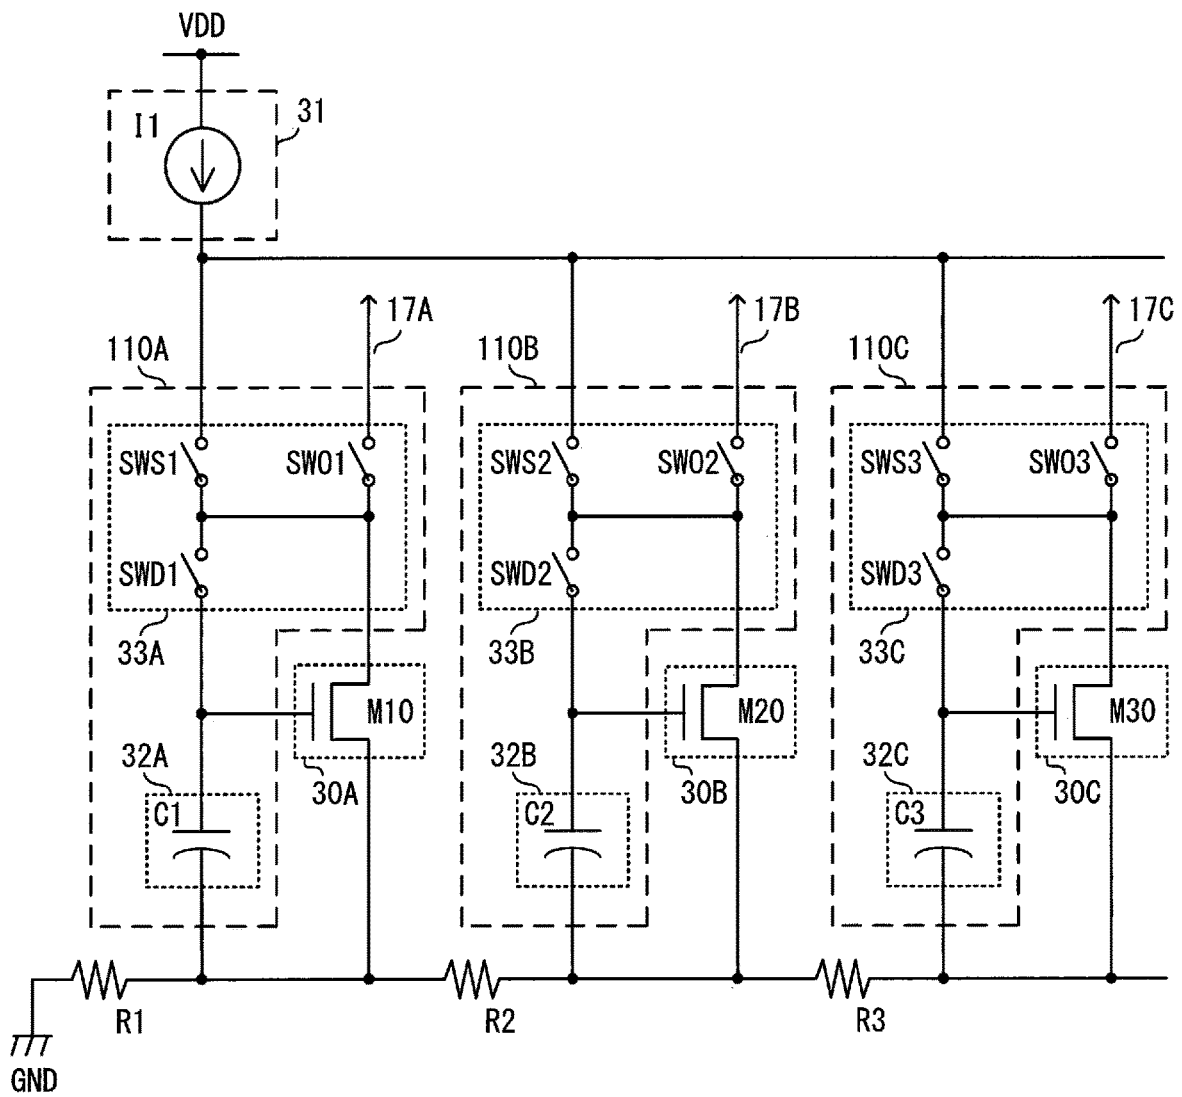 VDD
I1
31
17A
17B
17C
110A
110B
110C
SWS1
SWO1
SWS2
SWO2
SWS3
SWO3
SWD1
SWD2
SWD3
33A
33B
33C
M10
M20
M30
32A
32B
32C
30A
30B
30C
C1
C2
C3
R1
R2
R3
GND